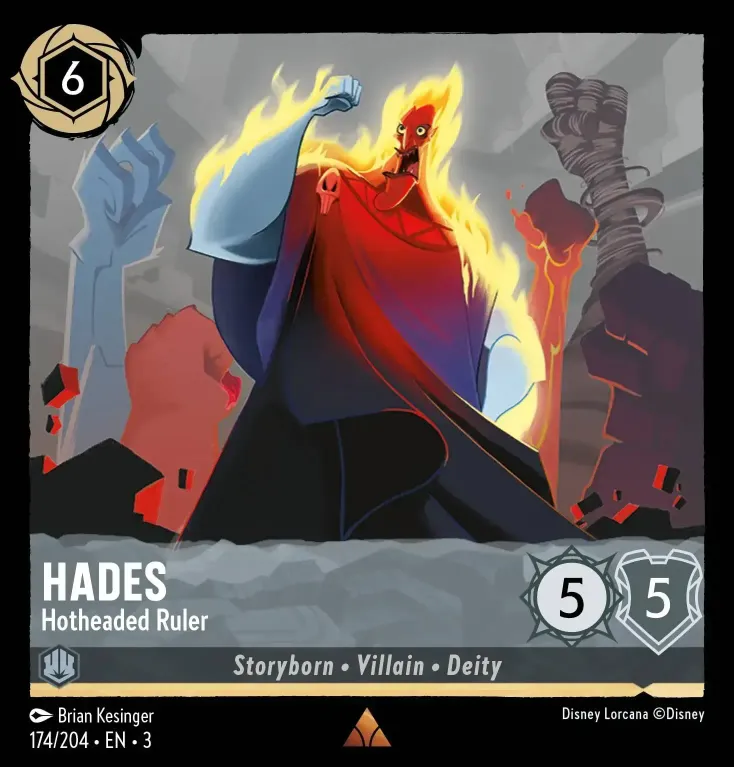 6
HADES
Hotheaded Ruler
5 5
Storyborn • Villain • Deity
Brian Kesinger
Disney Lorcana ©Disney
174/204 • EN • 3